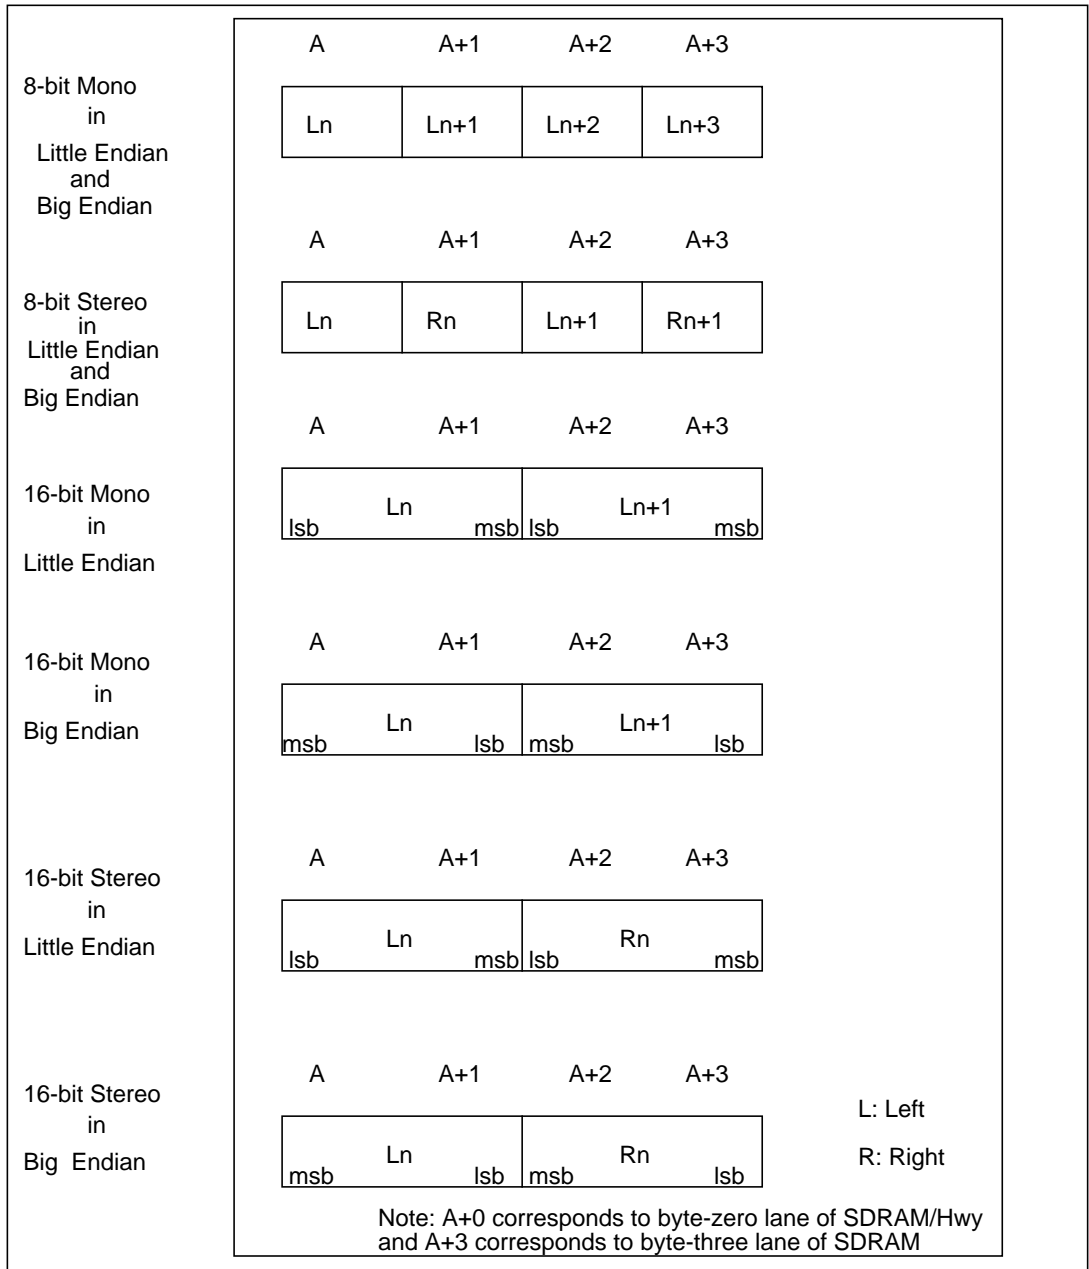 A A+1 A+2 A+3
8-bit Mono
in
Little Endian
and
Big Endian
Ln Ln+1 Ln+2 Ln+3
A A+1 A+2 A+3
8-bit Stereo
in
Little Endian
and
Big Endian
Ln Rn Ln+1 Rn+1
A A+1 A+2 A+3
16-bit Mono
in
Little Endian
Ln Ln+1
lsb msb lsb msb
A A+1 A+2 A+3
16-bit Mono
in
Big Endian
Ln Ln+1
msb lsb msb lsb
A A+1 A+2 A+3
16-bit Stereo
in
Little Endian
Ln Rn
lsb msb lsb msb
A A+1 A+2 A+3
16-bit Stereo
in
Big Endian
Ln Rn
msb lsb msb lsb
L: Left
R: Right
Note: A+0 corresponds to byte-zero lane of SDRAM/Hwy
and A+3 corresponds to byte-three lane of SDRAM